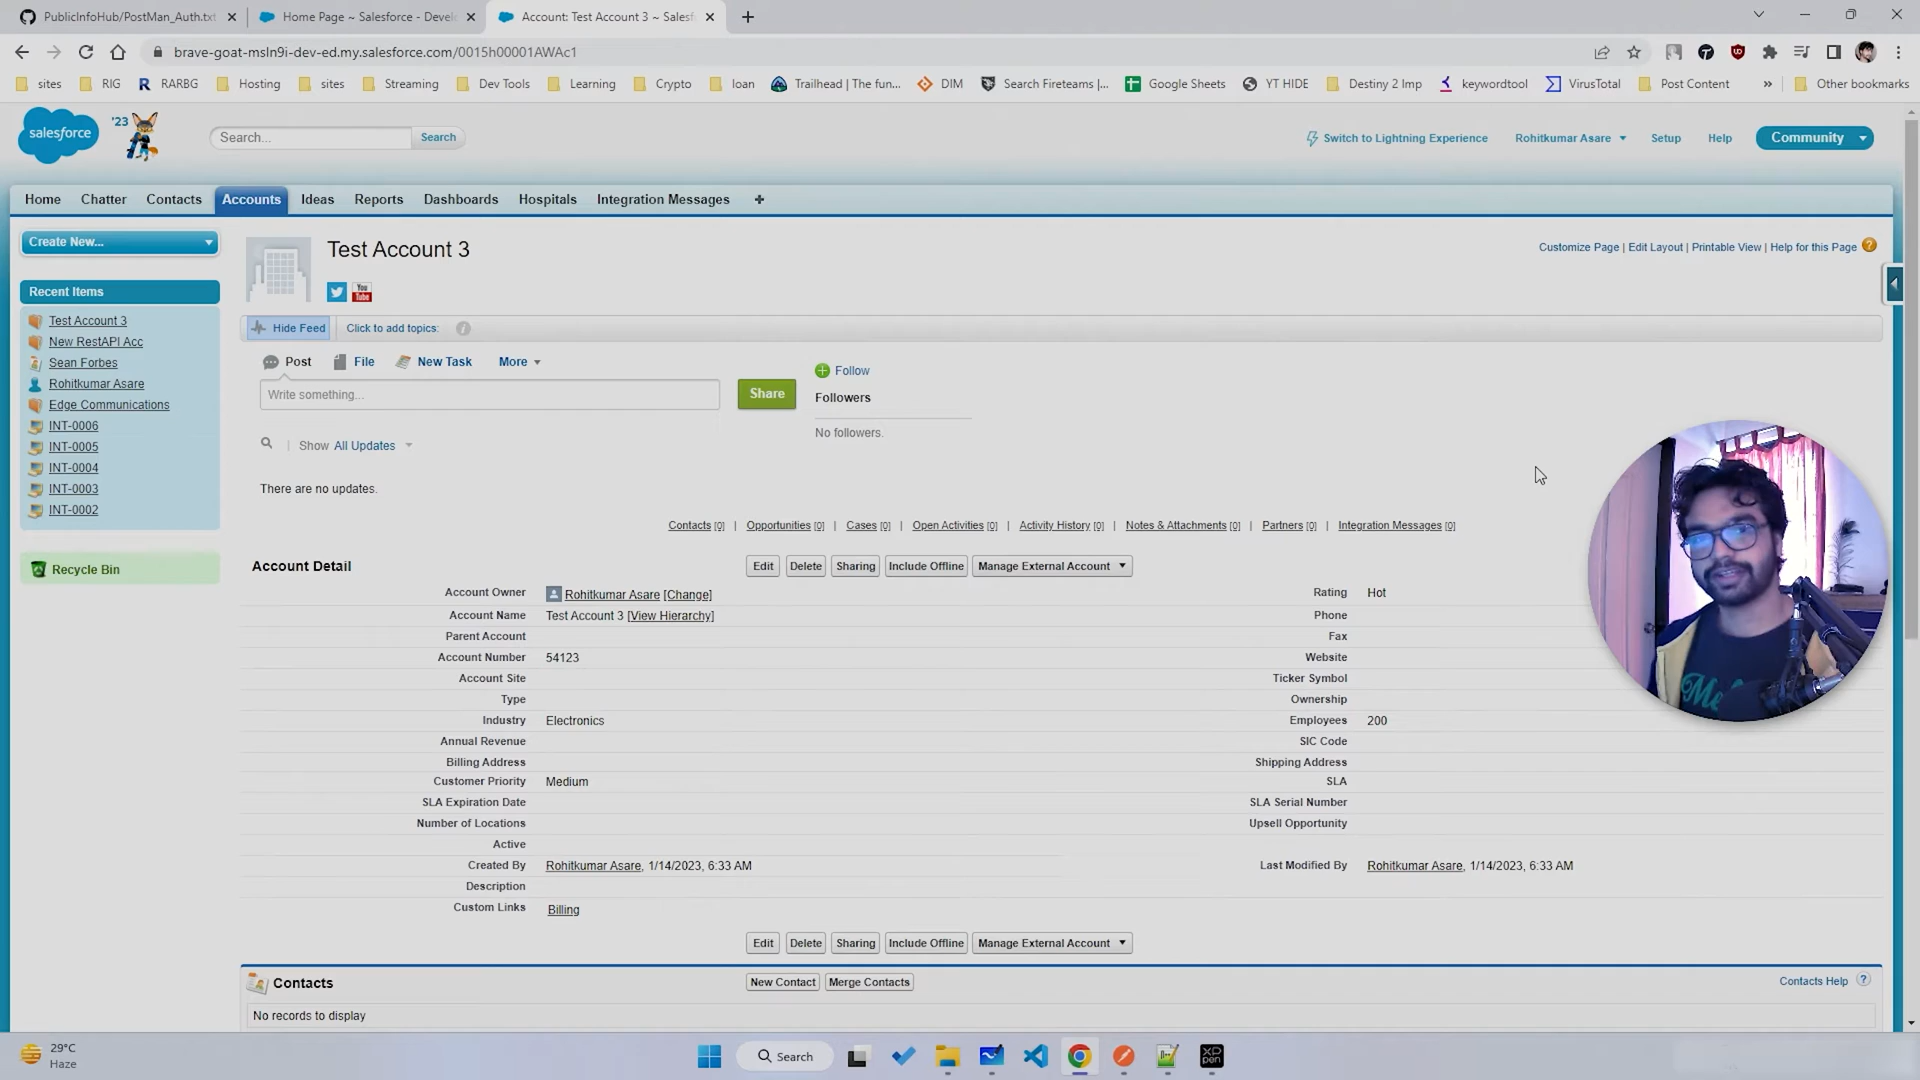 PublicInfoHub/PostMan_Auth.txt
Home Page ~ Salesforce - Devel
Account: Test Account 3 ~ Salesf
brave-goat-msln9i-dev-ed.my.salesforce.com/0015h00001AWAc1
sites RIG RARBG Hosting sites Streaming Dev Tools Learning Crypto loan Trailhead | The fun... DIM Search Fireteams |... Google Sheets YT HIDE Destiny 2 Imp keywordtool VirusTotal Post Content » Other bookmarks
salesforce '23 Search... Search Switch to Lightning Experience Rohitkumar Asare Setup Help Community
Home Chatter Contacts Accounts Ideas Reports Dashboards Hospitals Integration Messages +
Create New...
Recent Items
Test Account 3
New RestAPI Acc
Sean Forbes
Rohitkumar Asare
Edge Communications
INT-0006
INT-0005
INT-0004
INT-0003
INT-0002
Recycle Bin
Test Account 3
Customize Page | Edit Layout | Printable View | Help for this Page ?
You Tube
Hide Feed Click to add topics: i
Post File New Task More
Write something... Share
Follow
Followers
No followers.
Show All Updates
There are no updates.
Contacts [0] | Opportunities [0] | Cases [0] | Open Activities [0] | Activity History [0] | Notes & Attachments [0] | Partners [0] | Integration Messages [0]
Account Detail Edit Delete Sharing Include Offline Manage External Account
Account Owner Rohitkumar Asare [Change] Rating Hot
Account Name Test Account 3 [View Hierarchy] Phone
Parent Account Fax
Account Number 54123 Website
Account Site Ticker Symbol
Type Ownership
Industry Electronics Employees 200
Annual Revenue SIC Code
Billing Address Shipping Address
Customer Priority Medium SLA
SLA Expiration Date SLA Serial Number
Number of Locations Upsell Opportunity
Active
Created By Rohitkumar Asare, 1/14/2023, 6:33 AM Last Modified By Rohitkumar Asare, 1/14/2023, 6:33 AM
Description
Custom Links Billing
Edit Delete Sharing Include Offline Manage External Account
Contacts New Contact Merge Contacts Contacts Help ?
No records to display
29°C
Haze
Search
XP
pen